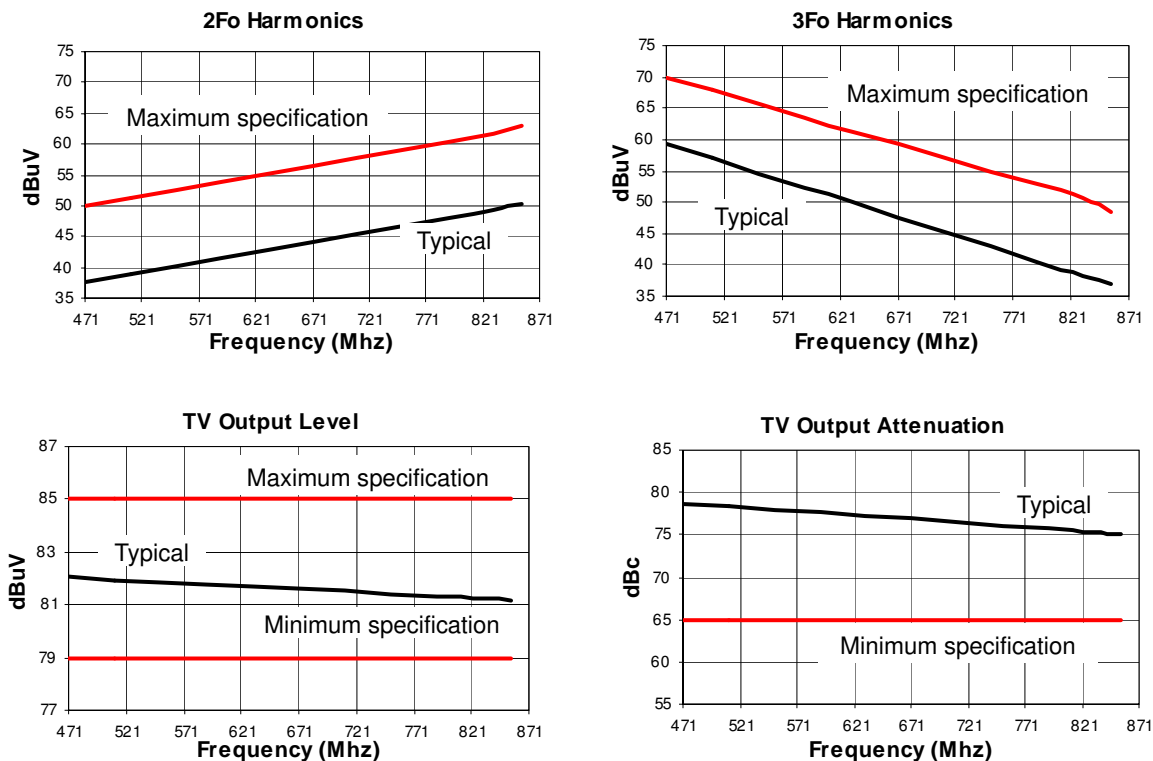 2Fo Harmonics
75
70
65
60
55
50
45
40
35
dBuV
Maximum specification
Typical
471 521 571 621 671 721 771 821 871
Frequency (Mhz)
3Fo Harmonics
75
70
65
60
55
50
45
40
35
dBuV
Maximum specification
Typical
471 521 571 621 671 721 771 821 871
Frequency (Mhz)
TV Output Level
87
85
83
81
79
77
dBuV
Maximum specification
Typical
Minimum specification
471 521 571 621 671 721 771 821 871
Frequency (Mhz)
TV Output Attenuation
85
80
75
70
65
60
55
dBc
Typical
Minimum specification
471 521 571 621 671 721 771 821 871
Frequency (Mhz)